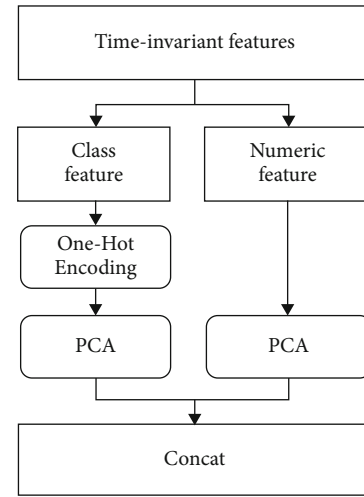 Time-invariant features
Class
feature
Numeric
feature
One-Hot
Encoding
PCA
PCA
Concat